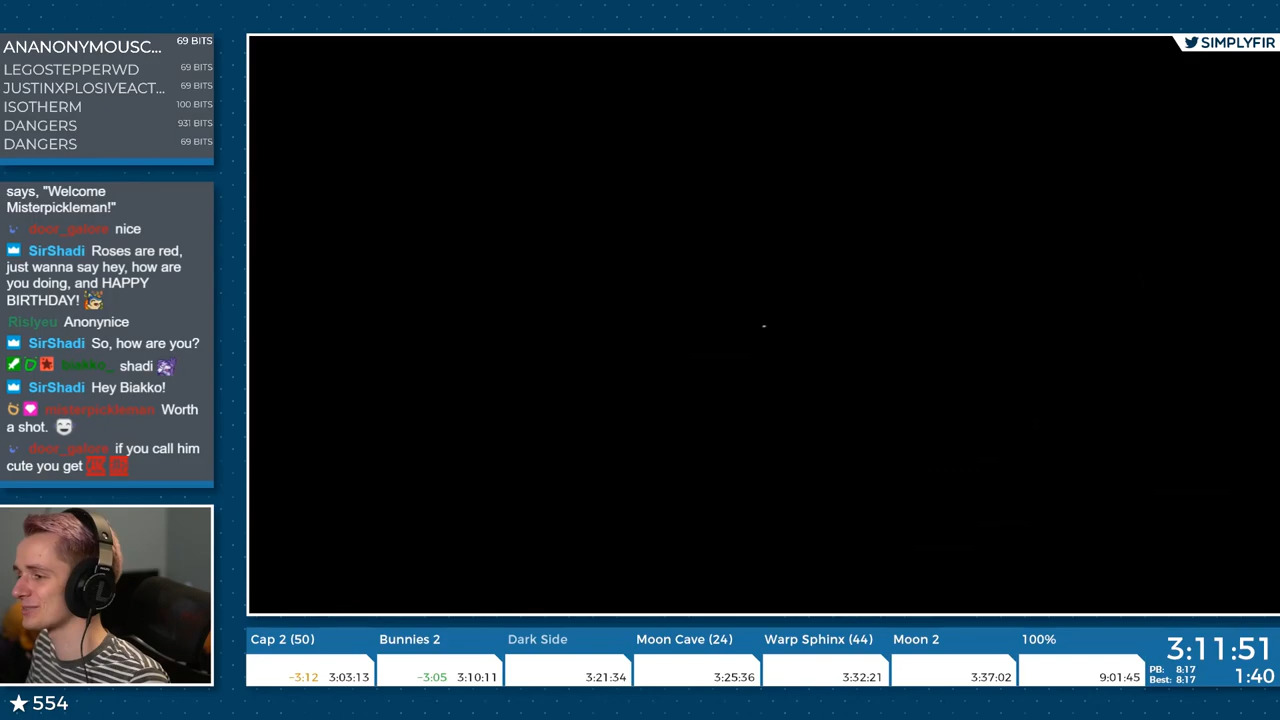 ANANONYMOUSC... 69 BITS
LEGOSTEPPERWD 69 BITS
JUSTINXPLOSIVEACT... 69 BITS
ISOTHERM 100 BITS
DANGERS 931 BITS
DANGERS 69 BITS
says, "Welcome
Misterpickleman!"
door_galore nice
SirShadi Roses are red,
just wanna say hey, how are
you doing, and HAPPY
BIRTHDAY!
Rislyeu Anonynice
SirShadi So, how are you?
biakko_ shadi
SirShadi Hey Biakko!
misterpickleman Worth
a shot.
door_galore if you call him
cute you get
554
SIMPLYFIR
Cap 2 (50) Bunnies 2 Dark Side Moon Cave (24) Warp Sphinx (44) Moon 2 100%
-3:12 3:03:13 -3:05 3:10:11 3:21:34 3:25:36 3:32:21 3:37:02 9:01:45
3:11:51
PB: 8:17
Best: 8:17 1:40